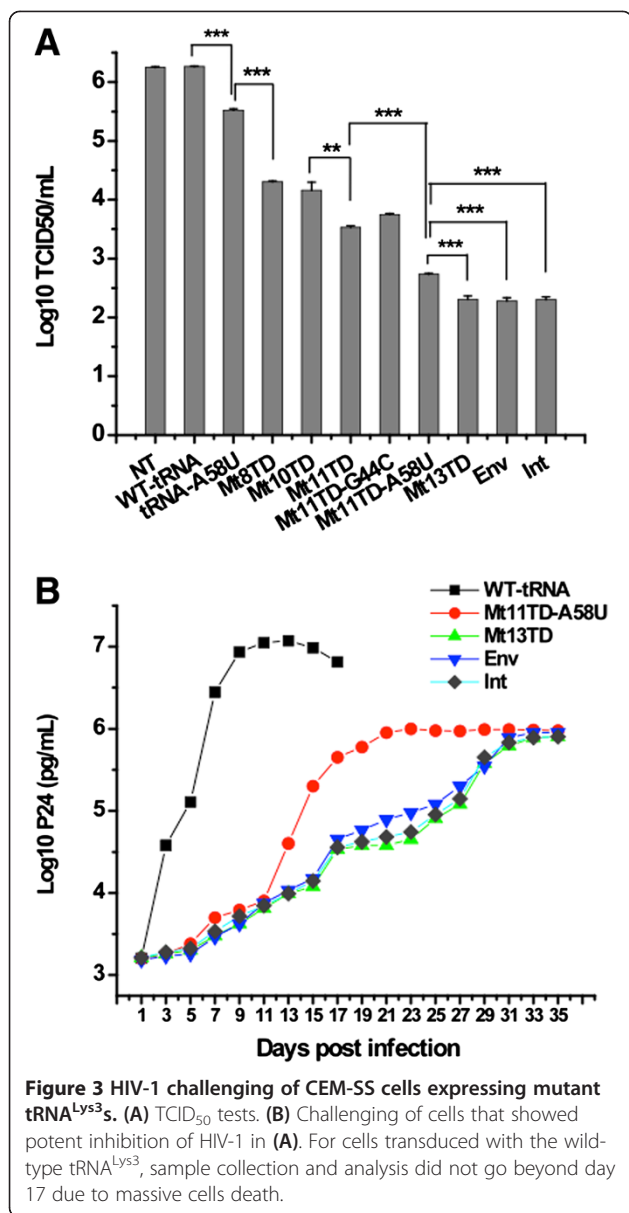 A
***
***
***
**
***
***
***
Log10 TCID50/mL
6
5
4
3
2
1
0
NT
WT-tRNA
tRNA-A58U
Mt8TD
Mt10TD
Mt11TD
Mt11TD-G44C
Mt11TD-A58U
Mt13TD
Env
Int
B
WT-tRNA
Mt11TD-A58U
Mt13TD
Env
Int
Log10 P24 (pg/mL)
7
6
5
4
3
1 3 5 7 9 11 13 15 17 19 21 23 25 27 29 31 33 35
Days post infection
Figure 3 HIV-1 challenging of CEM-SS cells expressing mutant
tRNA^Lys3s. (A) TCID₅₀ tests. (B) Challenging of cells that showed
potent inhibition of HIV-1 in (A). For cells transduced with the wild-
type tRNA^Lys3, sample collection and analysis did not go beyond day
17 due to massive cells death.